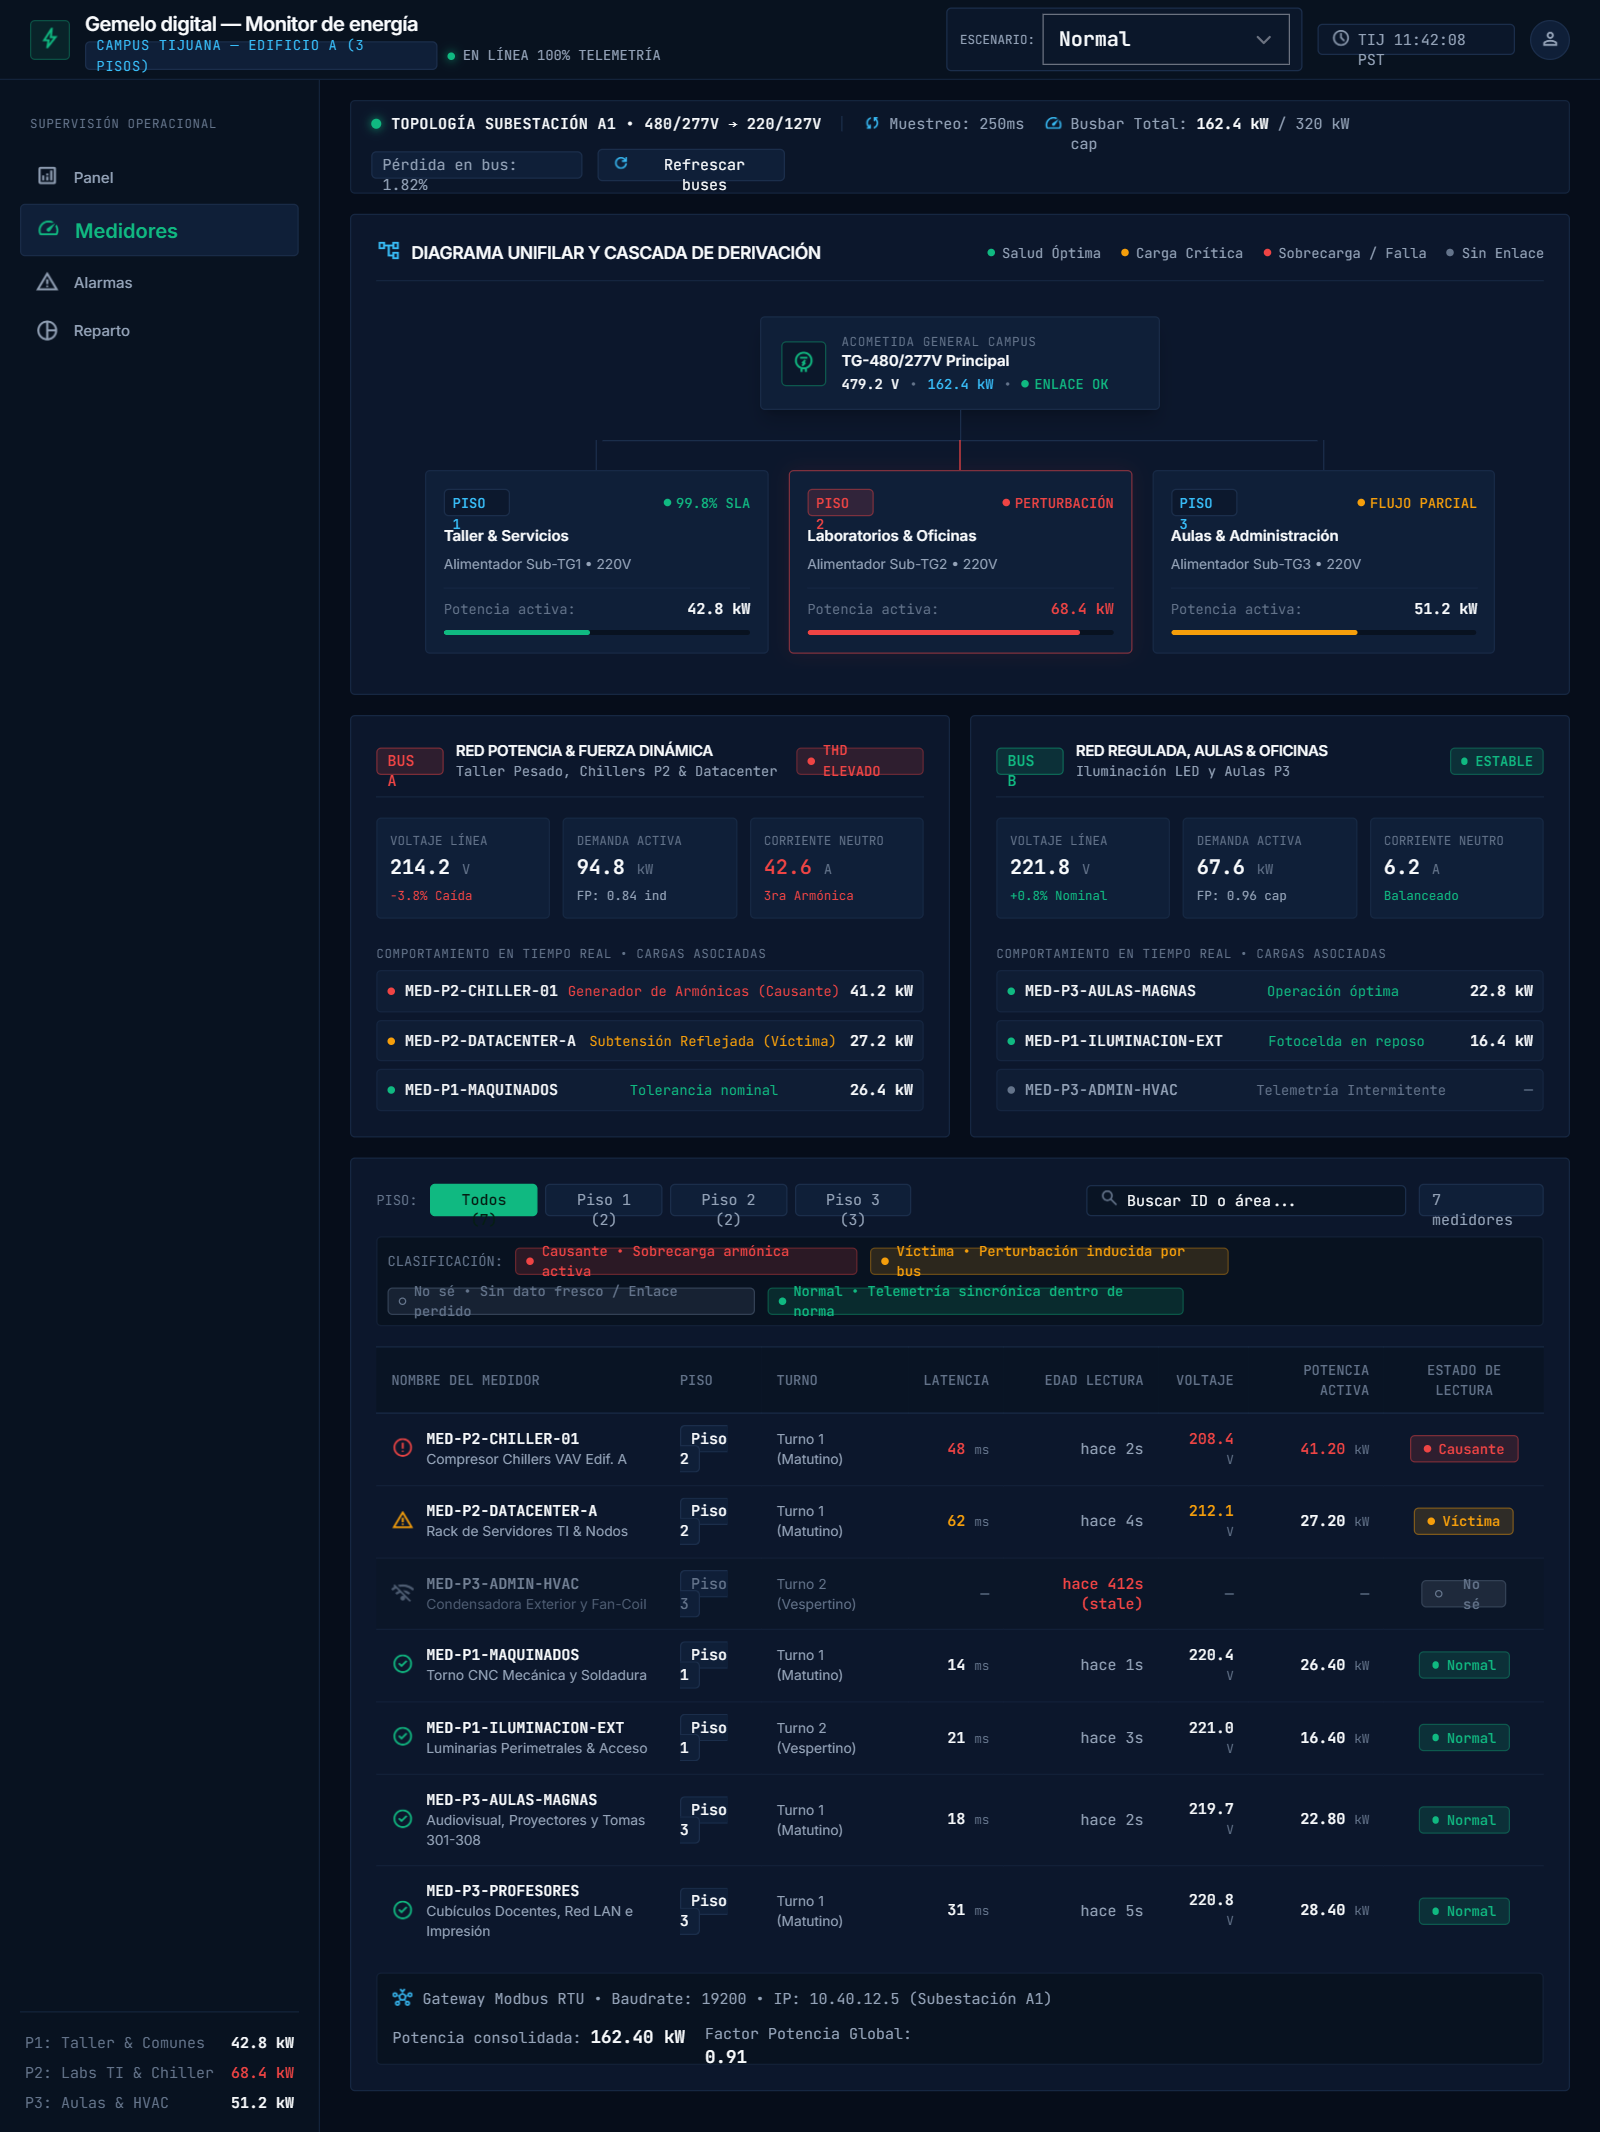 Gemelo digital — Monitor de energía
CAMPUS TIJUANA — EDIFICIO A (3
PISOS)
EN LÍNEA 100% TELEMETRÍA
ESCENARIO:
Normal
TIJ 11:42:08
PST
SUPERVISIÓN OPERACIONAL
Panel
Medidores
Alarmas
Reparto
TOPOLOGÍA SUBESTACIÓN A1 • 480/277V → 220/127V
Muestreo: 250ms
Busbar Total: 162.4 kW / 320 kW
cap
Pérdida en bus:
1.82%
Refrescar
buses
DIAGRAMA UNIFILAR Y CASCADA DE DERIVACIÓN
Salud Óptima
Carga Crítica
Sobrecarga / Falla
Sin Enlace
ACOMETIDA GENERAL CAMPUS
TG-480/277V Principal
479.2 V • 162.4 kW • ENLACE OK
PISO
1
99.8% SLA
Taller & Servicios
Alimentador Sub-TG1 • 220V
Potencia activa: 42.8 kW
PISO
2
PERTURBACIÓN
Laboratorios & Oficinas
Alimentador Sub-TG2 • 220V
Potencia activa: 68.4 kW
PISO
3
FLUJO PARCIAL
Aulas & Administración
Alimentador Sub-TG3 • 220V
Potencia activa: 51.2 kW
BUS
A
RED POTENCIA & FUERZA DINÁMICA
Taller Pesado, Chillers P2 & Datacenter
THD
ELEVADO
VOLTAJE LÍNEA
214.2 V
-3.8% Caída
DEMANDA ACTIVA
94.8 kW
FP: 0.84 ind
CORRIENTE NEUTRO
42.6 A
3ra Armónica
COMPORTAMIENTO EN TIEMPO REAL • CARGAS ASOCIADAS
MED-P2-CHILLER-01 Generador de Armónicas (Causante) 41.2 kW
MED-P2-DATACENTER-A Subtensión Reflejada (Víctima) 27.2 kW
MED-P1-MAQUINADOS Tolerancia nominal 26.4 kW
BUS
B
RED REGULADA, AULAS & OFICINAS
Iluminación LED y Aulas P3
ESTABLE
VOLTAJE LÍNEA
221.8 V
+0.8% Nominal
DEMANDA ACTIVA
67.6 kW
FP: 0.96 cap
CORRIENTE NEUTRO
6.2 A
Balanceado
COMPORTAMIENTO EN TIEMPO REAL • CARGAS ASOCIADAS
MED-P3-AULAS-MAGNAS Operación óptima 22.8 kW
MED-P1-ILUMINACION-EXT Fotocelda en reposo 16.4 kW
MED-P3-ADMIN-HVAC Telemetría Intermitente —
PISO:
Todos
(7)
Piso 1
(2)
Piso 2
(2)
Piso 3
(3)
Buscar ID o área...
7
medidores
CLASIFICACIÓN:
Causante • Sobrecarga armónica
activa
Víctima • Perturbación inducida por
bus
No sé • Sin dato fresco / Enlace
perdido
Normal • Telemetría sincrónica dentro de
norma
NOMBRE DEL MEDIDOR PISO TURNO LATENCIA EDAD LECTURA VOLTAJE POTENCIA
ACTIVA
ESTADO DE
LECTURA
MED-P2-CHILLER-01
Compresor Chillers VAV Edif. A
Piso
2
Turno 1
(Matutino)
48 ms
hace 2s
208.4
V
41.20 kW
Causante
MED-P2-DATACENTER-A
Rack de Servidores TI & Nodos
Piso
2
Turno 1
(Matutino)
62 ms
hace 4s
212.1
V
27.20 kW
Víctima
MED-P3-ADMIN-HVAC
Condensadora Exterior y Fan-Coil
Piso
3
Turno 2
(Vespertino)
—
hace 412s
(stale)
—
—
No
sé
MED-P1-MAQUINADOS
Torno CNC Mecánica y Soldadura
Piso
1
Turno 1
(Matutino)
14 ms
hace 1s
220.4
V
26.40 kW
Normal
MED-P1-ILUMINACION-EXT
Luminarias Perimetrales & Acceso
Piso
1
Turno 2
(Vespertino)
21 ms
hace 3s
221.0
V
16.40 kW
Normal
MED-P3-AULAS-MAGNAS
Audiovisual, Proyectores y Tomas
301-308
Piso
3
Turno 1
(Matutino)
18 ms
hace 2s
219.7
V
22.80 kW
Normal
MED-P3-PROFESORES
Cubículos Docentes, Red LAN e
Impresión
Piso
3
Turno 1
(Matutino)
31 ms
hace 5s
220.8
V
28.40 kW
Normal
Gateway Modbus RTU • Baudrate: 19200 • IP: 10.40.12.5 (Subestación A1)
Potencia consolidada: 162.40 kW
Factor Potencia Global:
0.91
P1: Taller & Comunes 42.8 kW
P2: Labs TI & Chiller 68.4 kW
P3: Aulas & HVAC 51.2 kW